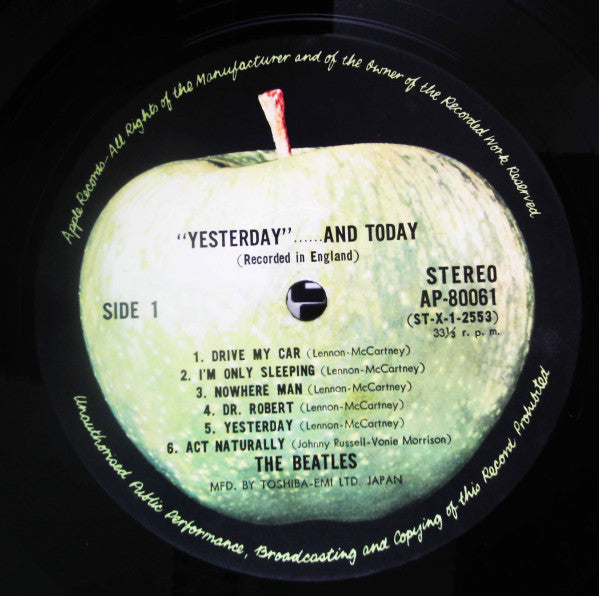 Apple Records–All Rights of the Manufacturer and of the Owner of the Recorded Work Reserved
"YESTERDAY"......AND TODAY
(Recorded in England)
STEREO
SIDE 1
AP-80061
(ST-X-1-2553)
33⅓ r. p. m.
1. DRIVE MY CAR (Lennon-McCartney)
2. I'M ONLY SLEEPING (Lennon-McCartney)
3. NOWHERE MAN (Lennon-McCartney)
4. DR. ROBERT (Lennon-McCartney)
5. YESTERDAY (Lennon-McCartney)
6. ACT NATURALLY (Johnny Russell-Vonie Morrison)
THE BEATLES
MFD. BY TOSHIBA-EMI LTD. JAPAN
Unauthorised Public Performance, Broadcasting and Copying of this Record Prohibited